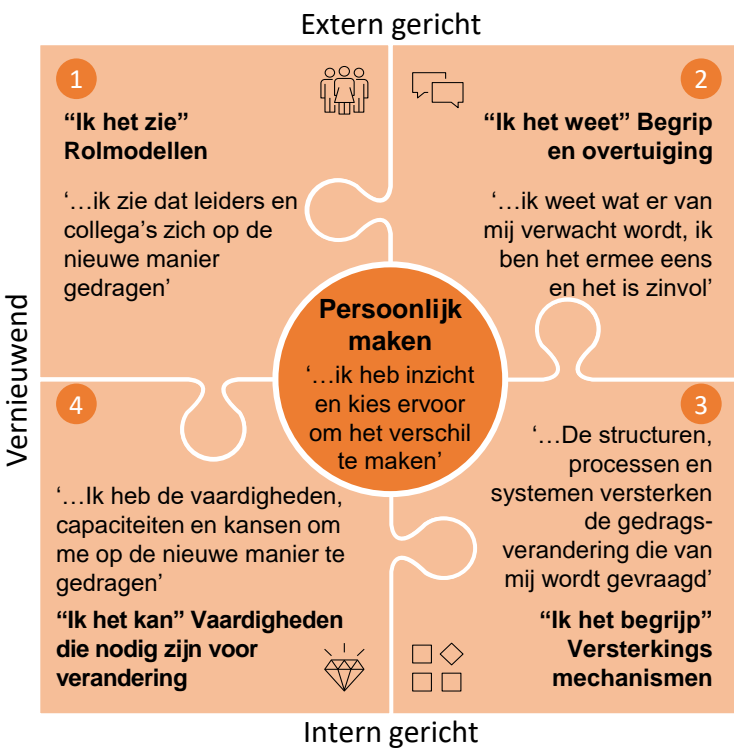 Extern gericht
1
“Ik het zie”
Rolmodellen
‘…ik zie dat leiders en
collega’s zich op de
nieuwe manier
gedragen’
2
“Ik het weet” Begrip
en overtuiging
‘…ik weet wat er van
mij verwacht wordt, ik
ben het ermee eens
en het is zinvol’
Vernieuwend
Persoonlijk
maken
‘…ik heb inzicht
en kies ervoor
om het verschil
te maken’
4
‘…Ik heb de vaardigheden,
capaciteiten en kansen om
me op de nieuwe manier te
gedragen’
“Ik het kan” Vaardigheden
die nodig zijn voor
verandering
3
‘…De structuren,
processen en
systemen versterken
de gedrags-
verandering die van
mij wordt gevraagd’
“Ik het begrijp”
Versterkings
mechanismen
Intern gericht